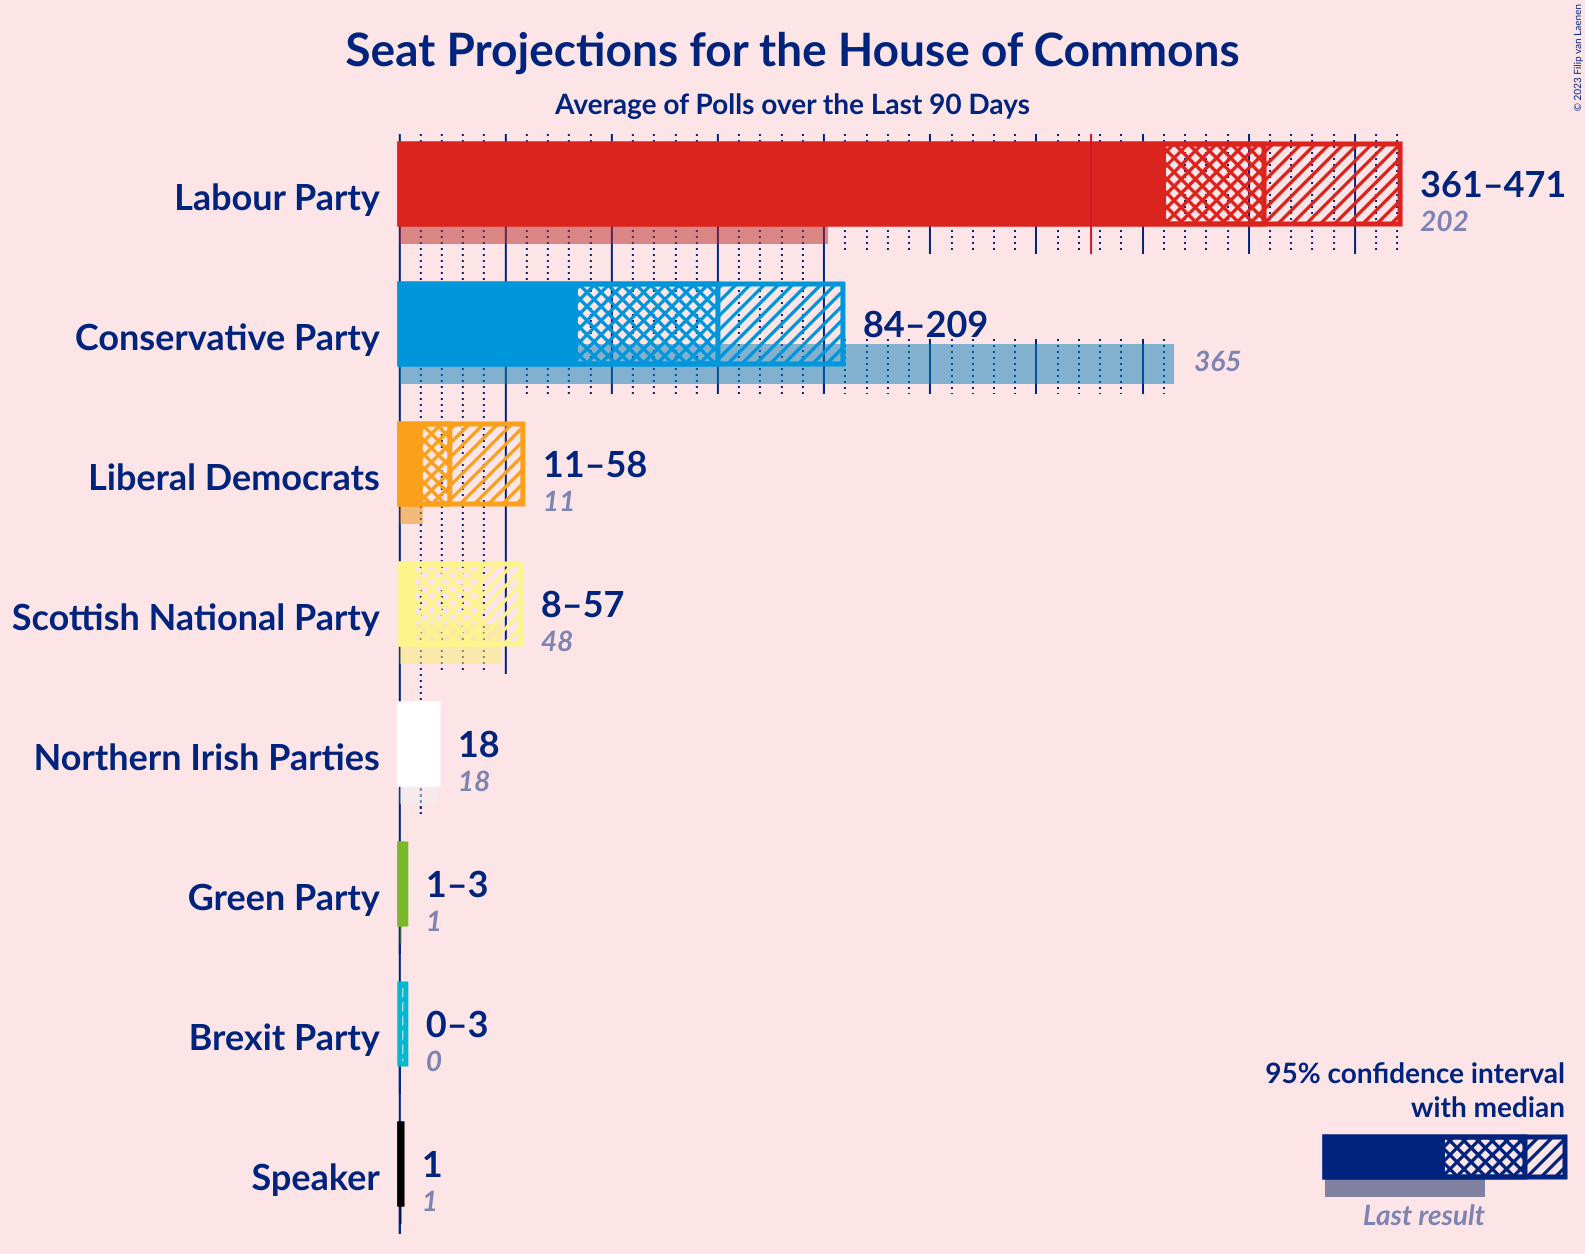 Seat Projections for the House of Commons
Average of Polls over the Last 90 Days
© 2023 Filip van Laenen
Labour Party
361–471
202
Conservative Party
84–209
365
Liberal Democrats
11–58
11
Scottish National Party
8–57
48
Northern Irish Parties
18
18
Green Party
1–3
1
Brexit Party
0–3
0
Speaker
1
1
95% confidence interval
with median
Last result